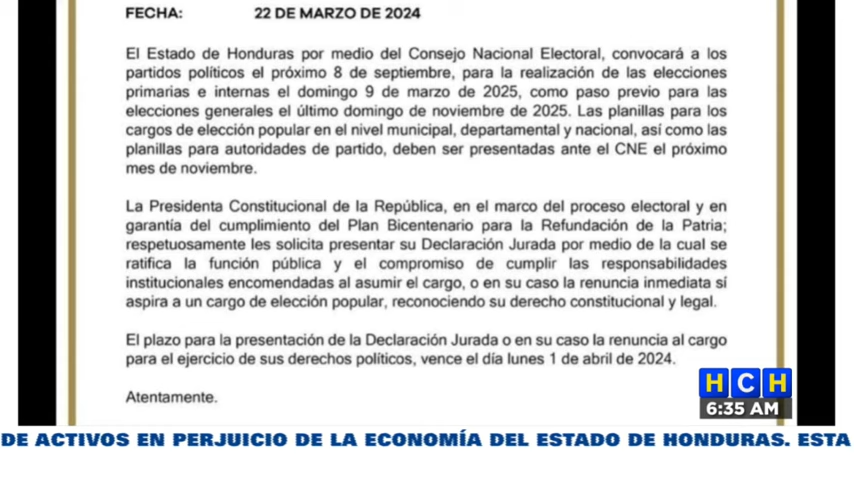 FECHA: 22 DE MARZO DE 2024
El Estado de Honduras por medio del Consejo Nacional Electoral, convocará a los
partidos políticos el próximo 8 de septiembre, para la realización de las elecciones
primarias e internas el domingo 9 de marzo de 2025, como paso previo para las
elecciones generales el último domingo de noviembre de 2025. Las planillas para los
cargos de elección popular en el nivel municipal, departamental y nacional, así como las
planillas para autoridades de partido, deben ser presentadas ante el CNE el próximo
mes de noviembre.
La Presidenta Constitucional de la República, en el marco del proceso electoral y en
garantía del cumplimiento del Plan Bicentenario para la Refundación de la Patria;
respetuosamente les solicita presentar su Declaración Jurada por medio de la cual se
ratifica la función pública y el compromiso de cumplir las responsabilidades
institucionales encomendadas al asumir el cargo, o en su caso la renuncia inmediata sí
aspira a un cargo de elección popular, reconociendo su derecho constitucional y legal.
El plazo para la presentación de la Declaración Jurada o en su caso la renuncia al cargo
para el ejercicio de sus derechos políticos, vence el día lunes 1 de abril de 2024.
Atentamente.
HCH
6:35 AM
DE ACTIVOS EN PERJUICIO DE LA ECONOMÍA DEL ESTADO DE HONDURAS. ESTA